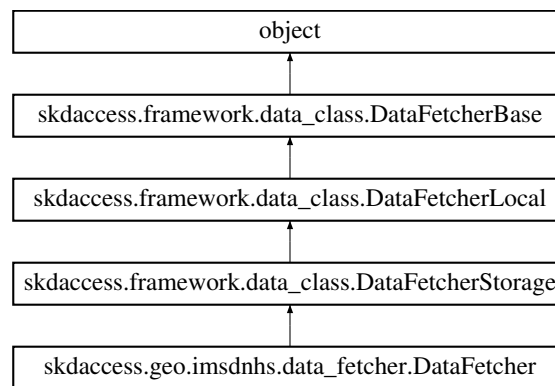 object
skdaccess.framework.data_class.DataFetcherBase
skdaccess.framework.data_class.DataFetcherLocal
skdaccess.framework.data_class.DataFetcherStorage
skdaccess.geo.imsdnhs.data_fetcher.DataFetcher